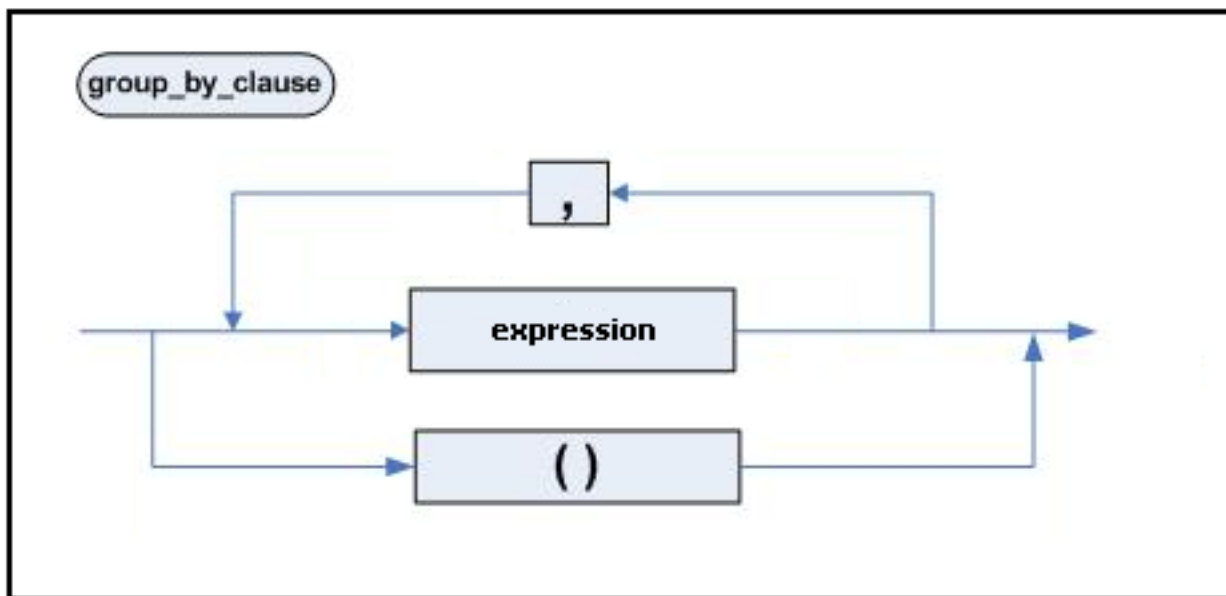 group_by_clause
,
expression
( )